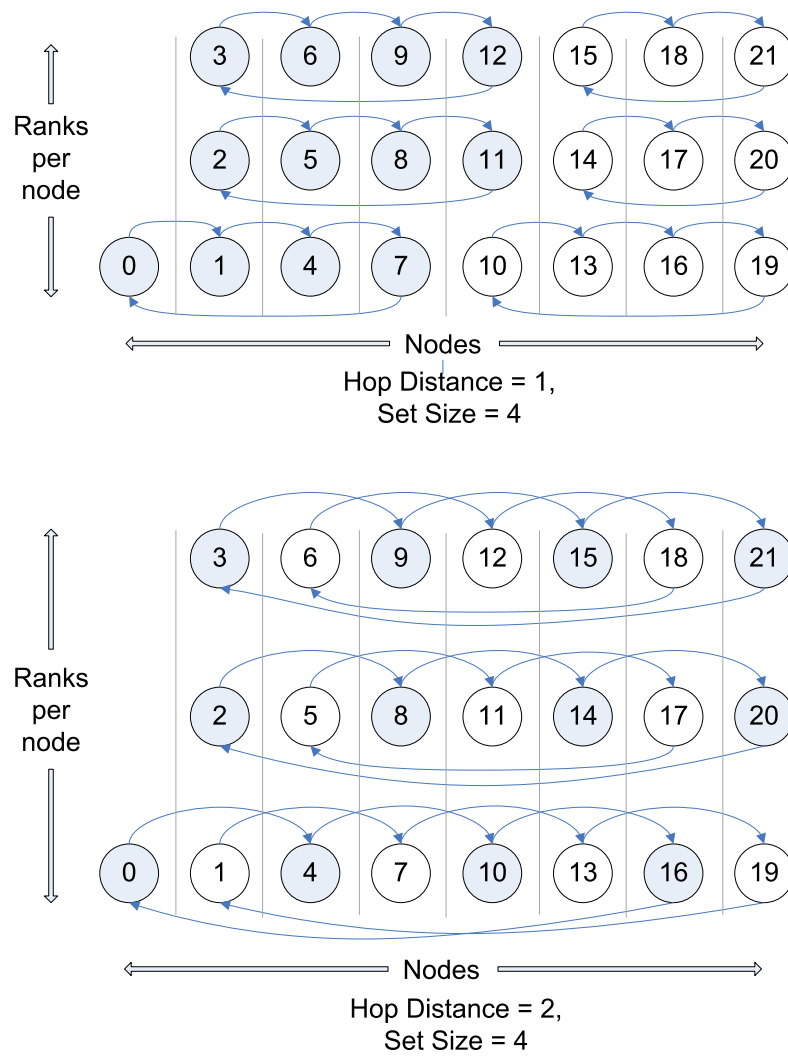 3 6 9 12 15 18 21
Ranks
per
node
2 5 8 11 14 17 20
0 1 4 7 10 13 16 19
Nodes
Hop Distance = 1,
Set Size = 4
3 6 9 12 15 18 21
Ranks
per
node
2 5 8 11 14 17 20
0 1 4 7 10 13 16 19
Nodes
Hop Distance = 2,
Set Size = 4